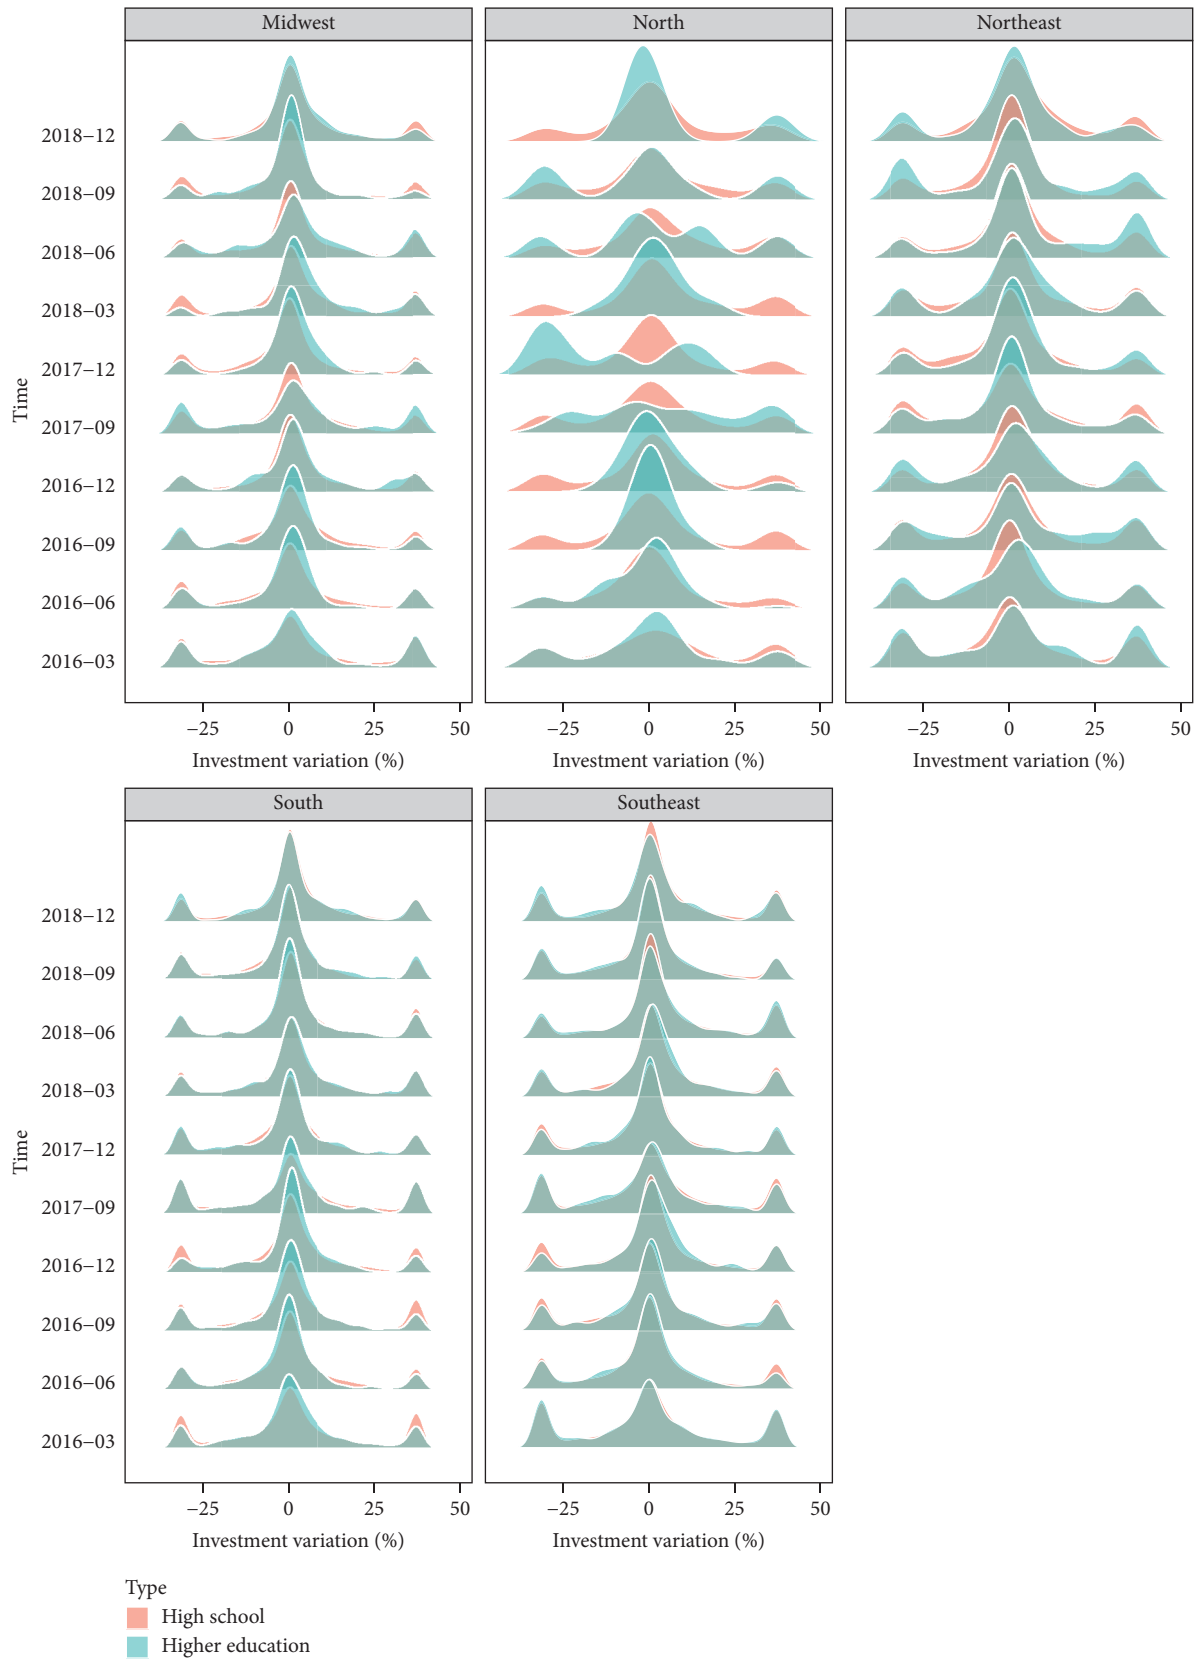 Midwest North Northeast
2018−12
2018−09
2018−06
2018−03
2017−12
2017−09
2016−12
2016−09
2016−06
2016−03
Time
−25 0 25 50 −25 0 25 50 −25 0 25 50
Investment variation (%) Investment variation (%) Investment variation (%)
South Southeast
2018−12
2018−09
2018−06
2018−03
2017−12
2017−09
2016−12
2016−09
2016−06
2016−03
Time
−25 0 25 50 −25 0 25 50
Investment variation (%) Investment variation (%)
Type
High school
Higher education